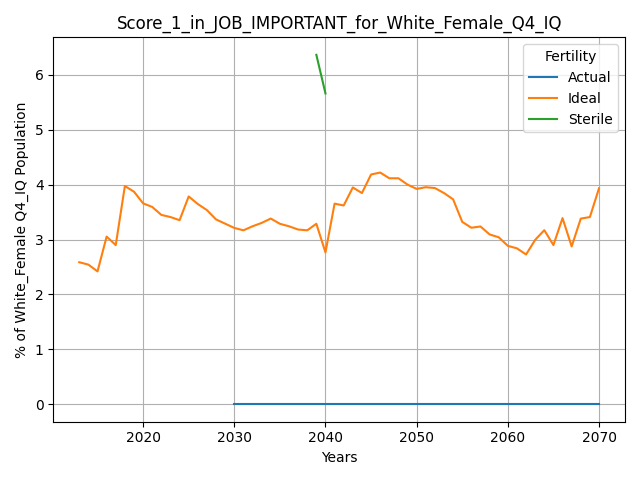 Score_1_in_JOB_IMPORTANT_for_White_Female_Q4_IQ
Fertility
Actual
Ideal
Sterile
% of White_Female Q4_IQ Population
6
5
4
3
2
1
0
2020 2030 2040 2050 2060 2070
Years